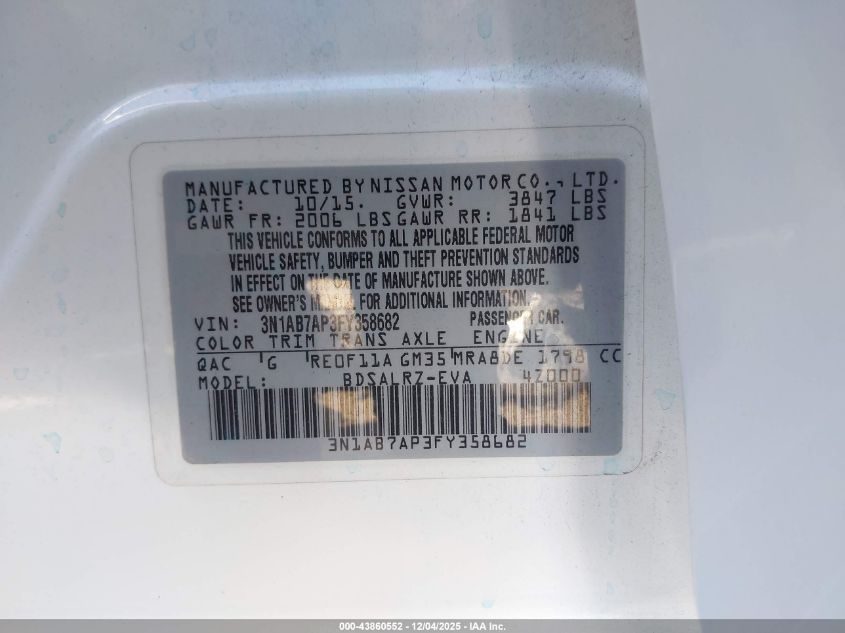 MANUFACTURED BY NISSAN MOTOR CO., LTD.
DATE: 10/15. GVWR: 3847 LBS
GAWR FR: 2006 LBS GAWR RR: 1841 LBS
THIS VEHICLE CONFORMS TO ALL APPLICABLE FEDERAL MOTOR
VEHICLE SAFETY, BUMPER AND THEFT PREVENTION STANDARDS
IN EFFECT ON THE DATE OF MANUFACTURE SHOWN ABOVE.
SEE OWNER'S MANUAL FOR ADDITIONAL INFORMATION.
VIN: 3N1AB7AP3FY358682 PASSENGER CAR.
COLOR TRIM TRANS AXLE ENGINE
QAC G RE0F11A GM35 MRA8DE 1798 CC
MODEL: BDSALRZ-EVA 4Z000
3N1AB7AP3FY358682
000-43860552 - 12/04/2025 - IAA Inc.